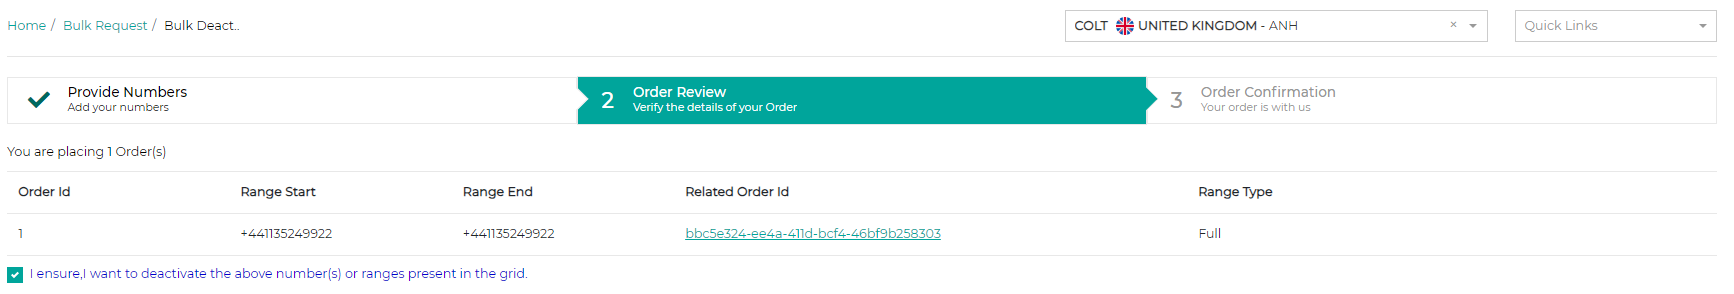 Home / Bulk Request / Bulk Deact..
COLT UNITED KINGDOM - ANH ×
Quick Links
Provide Numbers
Add your numbers
2
Order Review
Verify the details of your Order
3
Order Confirmation
Your order is with us
You are placing 1 Order(s)
Order Id Range Start Range End Related Order Id Range Type
1 +441135249922 +441135249922 bbc5e324-ee4a-411d-bcf4-46bf9b258303 Full
I ensure,I want to deactivate the above number(s) or ranges present in the grid.